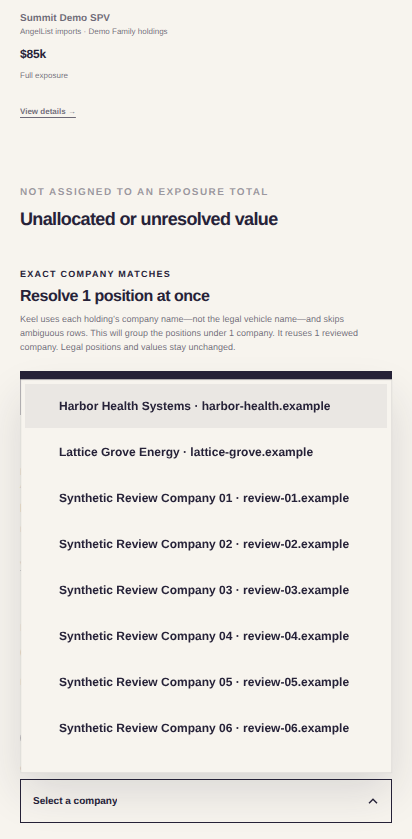 Summit Demo SPV
AngelList imports · Demo Family holdings
$85k
Full exposure
View details →
NOT ASSIGNED TO AN EXPOSURE TOTAL
Unallocated or unresolved value
EXACT COMPANY MATCHES
Resolve 1 position at once
Keel uses each holding's company name—not the legal vehicle name—and skips
ambiguous rows. This will group the positions under 1 company. It reuses 1 reviewed
company. Legal positions and values stay unchanged.
Harbor Health Systems · harbor-health.example
Lattice Grove Energy · lattice-grove.example
Synthetic Review Company 01 · review-01.example
Synthetic Review Company 02 · review-02.example
Synthetic Review Company 03 · review-03.example
Synthetic Review Company 04 · review-04.example
Synthetic Review Company 05 · review-05.example
Synthetic Review Company 06 · review-06.example
Select a company